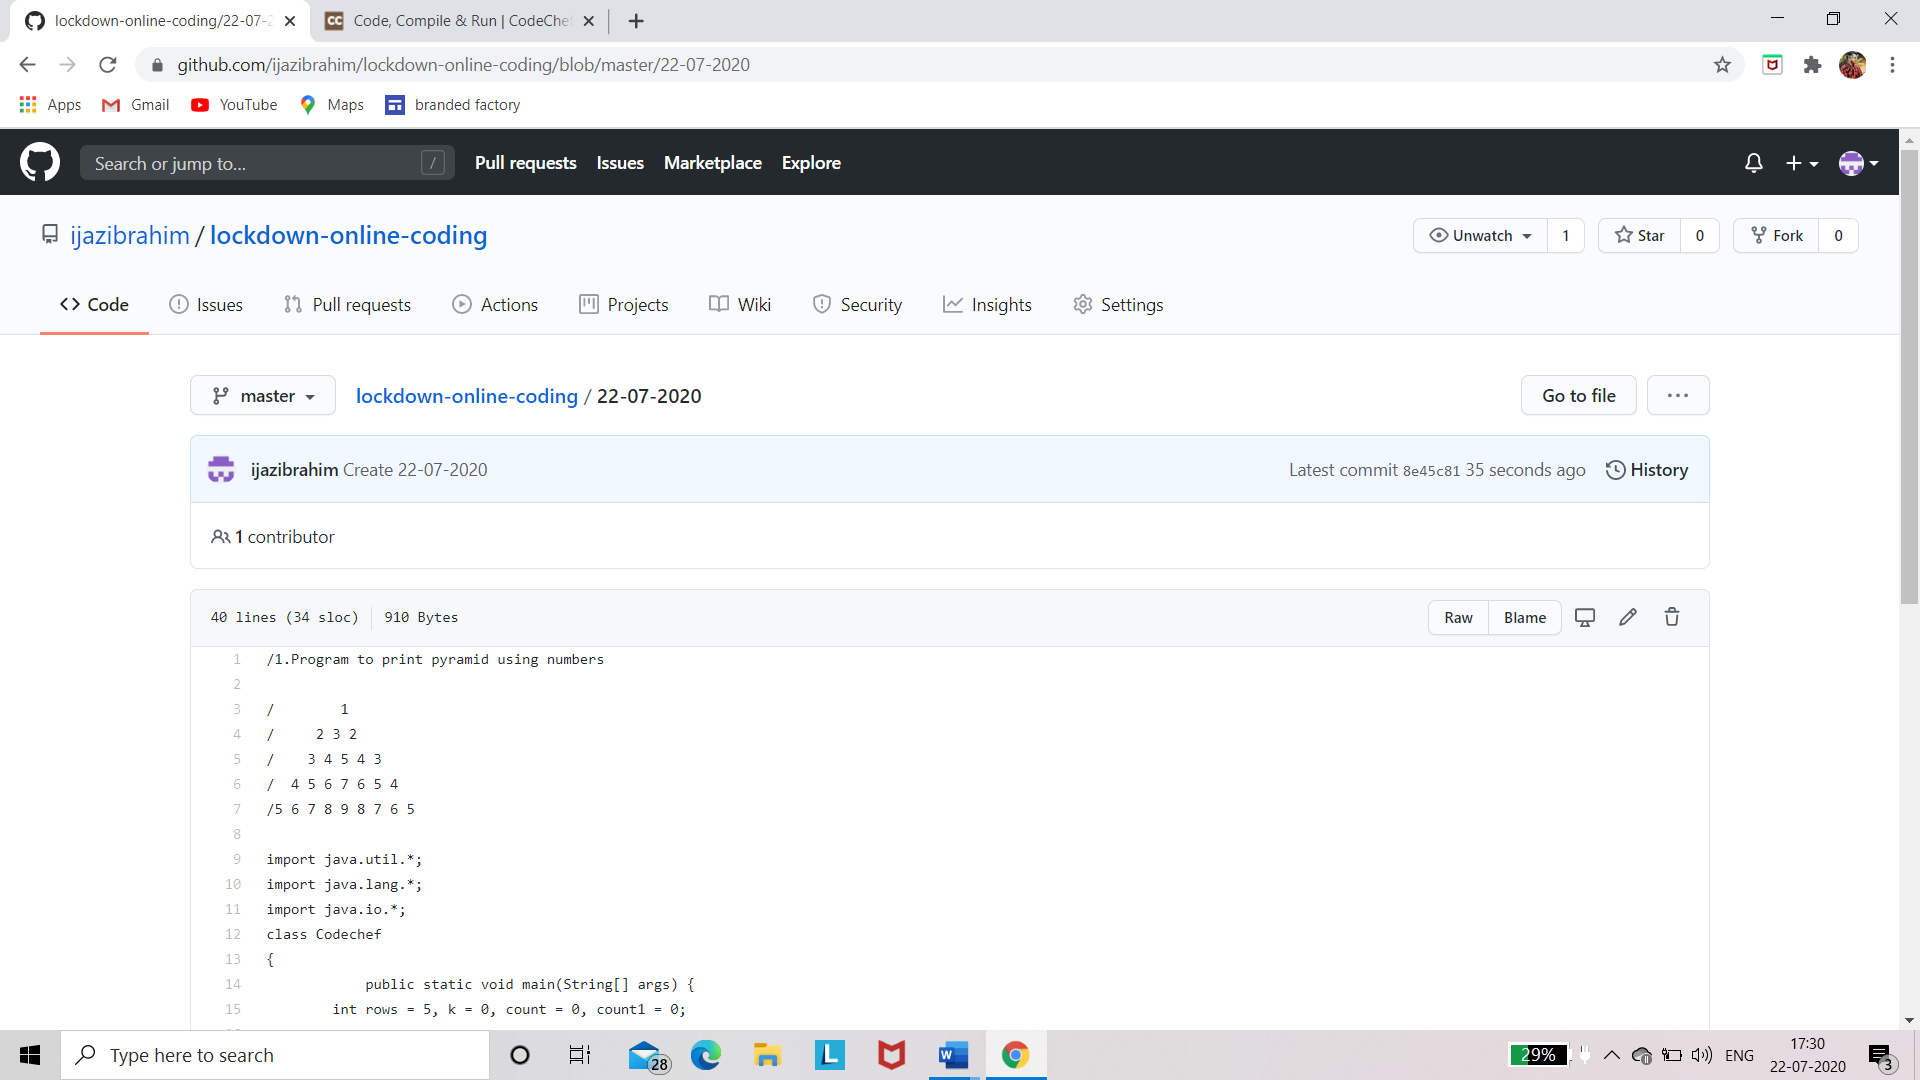 lockdown-online-coding/22-07-2
Code, Compile & Run | CodeChe
github.com/ijazibrahim/lockdown-online-coding/blob/master/22-07-2020
Apps Gmail YouTube Maps branded factory
Search or jump to... / Pull requests Issues Marketplace Explore
ijazibrahim / lockdown-online-coding Unwatch 1 Star 0 Fork 0
Code Issues Pull requests Actions Projects Wiki Security Insights Settings
master lockdown-online-coding / 22-07-2020 Go to file ...
ijazibrahim Create 22-07-2020 Latest commit 8e45c81 35 seconds ago History
1 contributor
40 lines (34 sloc) 910 Bytes Raw Blame
1 /1.Program to print pyramid using numbers
2
3 / 1
4 / 2 3 2
5 / 3 4 5 4 3
6 / 4 5 6 7 6 5 4
7 /5 6 7 8 9 8 7 6 5
8
9 import java.util.*;
10 import java.lang.*;
11 import java.io.*;
12 class Codechef
13 {
14 public static void main(String[] args) {
15 int rows = 5, k = 0, count = 0, count1 = 0;
Type here to search 28 L W 29% ENG 17:30
22-07-2020 3